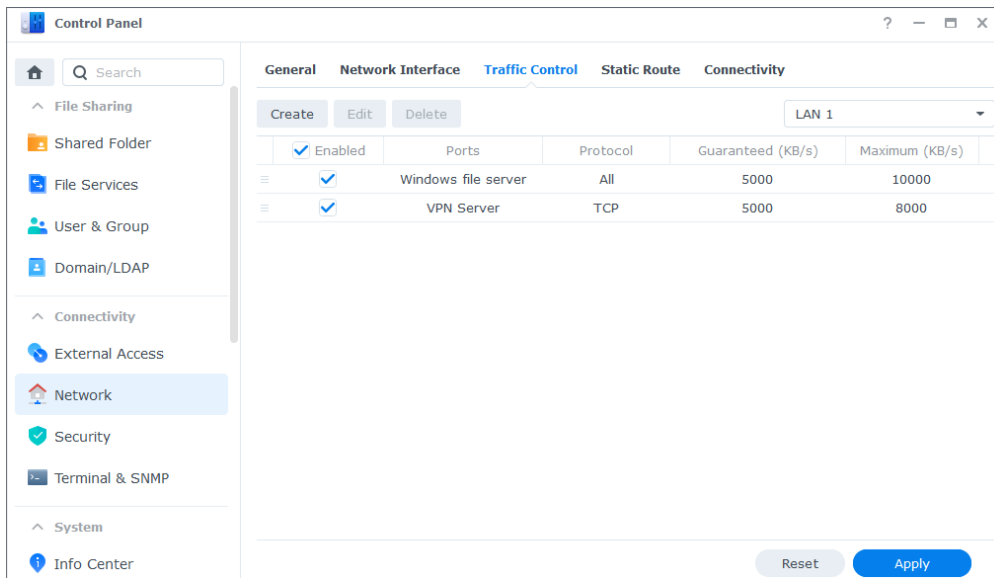 Control Panel
?
Search
General Network Interface Traffic Control Static Route Connectivity
File Sharing
Shared Folder
File Services
User & Group
Domain/LDAP
Connectivity
External Access
Network
Security
Terminal & SNMP
System
Info Center
Create Edit Delete LAN 1
Enabled Ports Protocol Guaranteed (KB/s) Maximum (KB/s)
Windows file server All 5000 10000
VPN Server TCP 5000 8000
Reset Apply